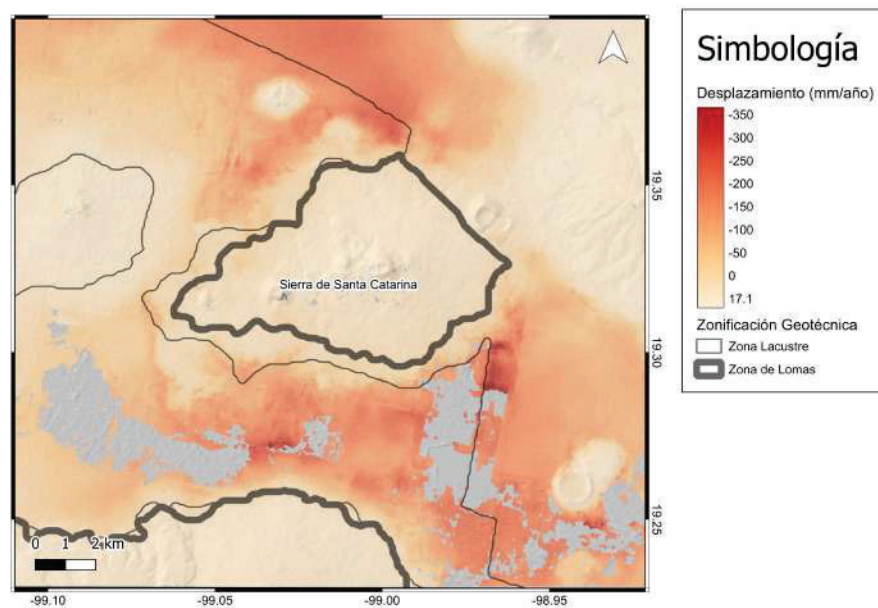 Simbología
Desplazamiento (mm/año)
-350
-300
-250
-200
-150
-100
-50
0
17.1
Zonificación Geotécnica
Zona Lacustre
Zona de Lomas
Sierra de Santa Catarina
19.35
19.30
19.25
0 1 2 km
-99.10 -99.05 -99.00 -98.95